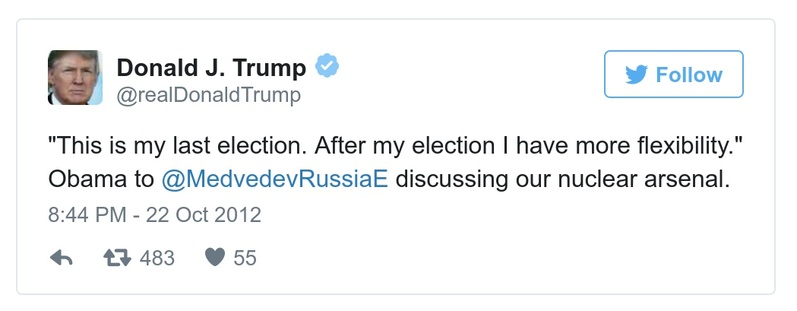 Donald J. Trump
@realDonaldTrump
Follow
"This is my last election. After my election I have more flexibility."
Obama to @MedvedevRussiaE discussing our nuclear arsenal.
8:44 PM - 22 Oct 2012
483 55